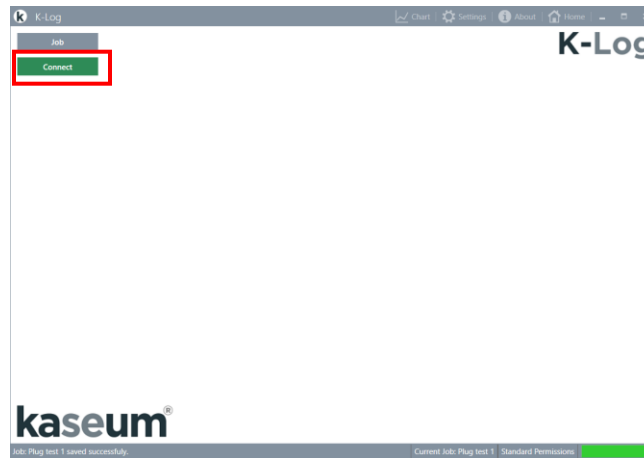 k K-Log Chart Settings About Home
Job
K-Log
Connect
kaseum®
Job: Plug test 1 saved successfuly. Current Job: Plug test 1 Standard Permissions